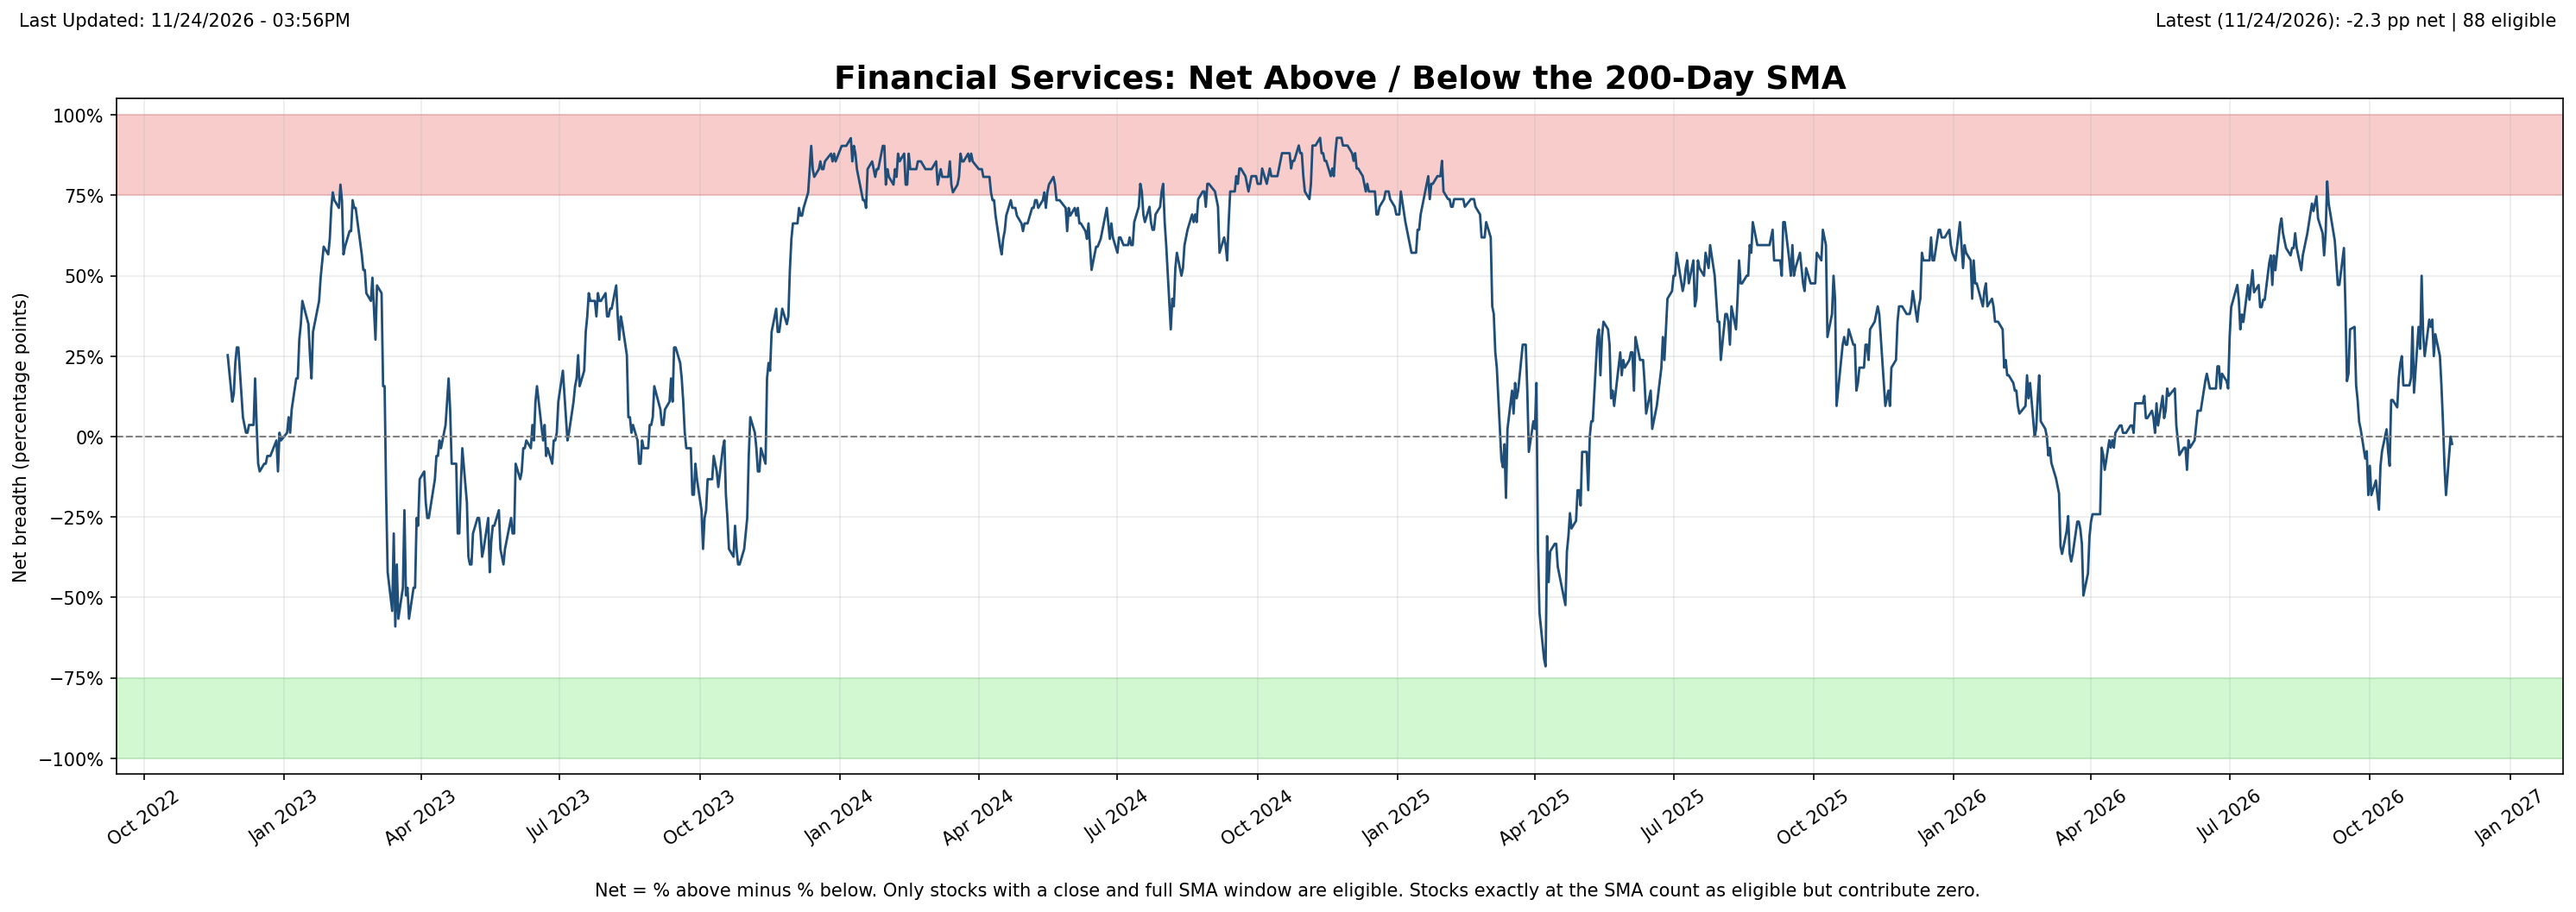 Last Updated: 11/24/2026 - 03:56PM
Latest (11/24/2026): -2.3 pp net | 88 eligible
Financial Services: Net Above / Below the 200-Day SMA
Net breadth (percentage points)
100%
75%
50%
25%
0%
−25%
−50%
−75%
−100%
Oct 2022
Jan 2023
Apr 2023
Jul 2023
Oct 2023
Jan 2024
Apr 2024
Jul 2024
Oct 2024
Jan 2025
Apr 2025
Jul 2025
Oct 2025
Jan 2026
Apr 2026
Jul 2026
Oct 2026
Jan 2027
Net = % above minus % below. Only stocks with a close and full SMA window are eligible. Stocks exactly at the SMA count as eligible but contribute zero.